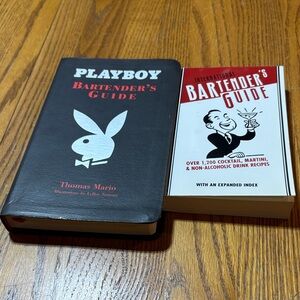 PLAYBOY
BARTENDER'S
GUIDE
Thomas Mario
INTERNATIONAL
BARTENDER'S
GUIDE
OVER 1,200 COCKTAIL, MARTINI,
& NON-ALCOHOLIC DRINK RECIPES
WITH AN EXPANDED INDEX